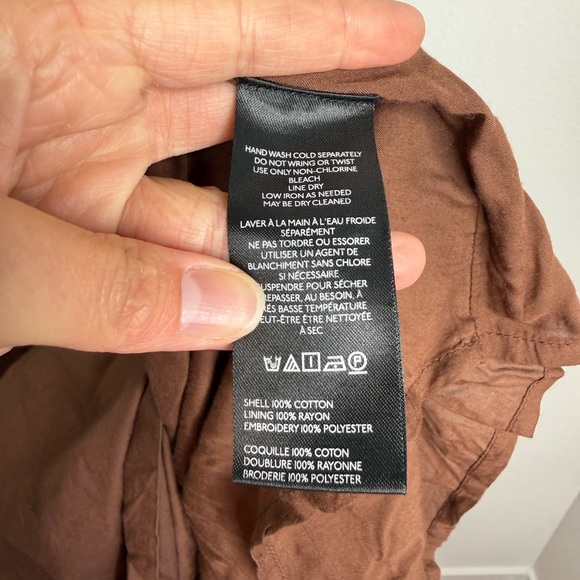 HAND WASH COLD SEPARATELY
DO NOT WRING OR TWIST
USE ONLY NON-CHLORINE
BLEACH
LINE DRY
LOW IRON AS NEEDED
MAY BE DRY CLEANED
LAVER À LA MAIN À L'EAU FROIDE
SÉPARÉMENT
NE PAS TORDRE OU ESSORER
UTILISER UN AGENT DE
BLANCHIMENT SANS CHLORE
SI NÉCESSAIRE
SUSPENDRE POUR SÉCHER
REPASSER, AU BESOIN, À
BASSE TEMPÉRATURE
PEUT-ÊTRE ÊTRE NETTOYÉE
À SEC
SHELL 100% COTTON
LINING 100% RAYON
EMBROIDERY 100% POLYESTER
COQUILLE 100% COTON
DOUBLURE 100% RAYONNE
BRODERIE 100% POLYESTER